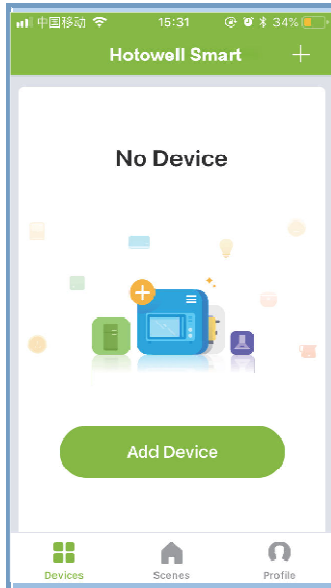 中国移动 15:31 34%
Hotowell Smart
No Device
Add Device
Devices Scenes Profile